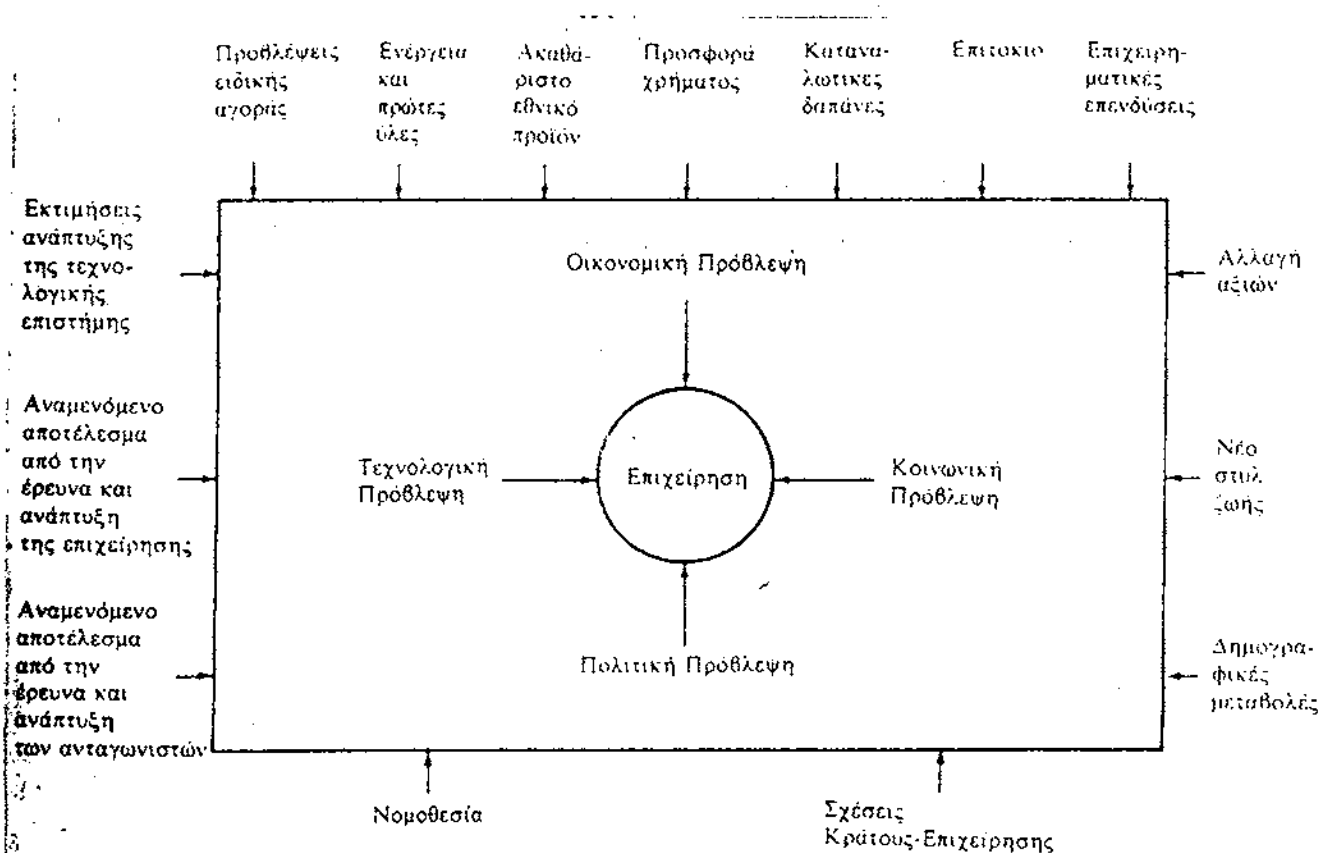 Προβλέψεις
ειδικής
αγοράς
Ενέργεια
και
πρώτες
ύλες
Ακαθά-
ριστο
εθνικό
προϊόν
Προσφορά
χρήματος
Κατανα-
λωτικες
δαπάνες
Επιτοκιο
Επιχειρη-
ματικές
επενδύσεις
Εκτιμήσεις
ανάπτυξης
της τεχνο-
λογικής
επιστήμης
Οικονομική Πρόβλεψη
Αλλαγή
αξιών
Αναμενόμενο
αποτέλεσμα
από την
έρευνα και
ανάπτυξη
της επιχείρησης
Τεχνολογική
Πρόβλεψη
Επιχείρηση
Κοινωνική
Πρόβλεψη
Νέο
στυλ
ζωής
Αναμενόμενο
αποτέλεσμα
από την
έρευνα και
ανάπτυξη
των ανταγωνιστών
Πολιτική Πρόβλεψη
Δημογρα-
φικές
μεταβολές
Νομοθεσία
Σχέσεις
Κράτους-Επιχείρησης